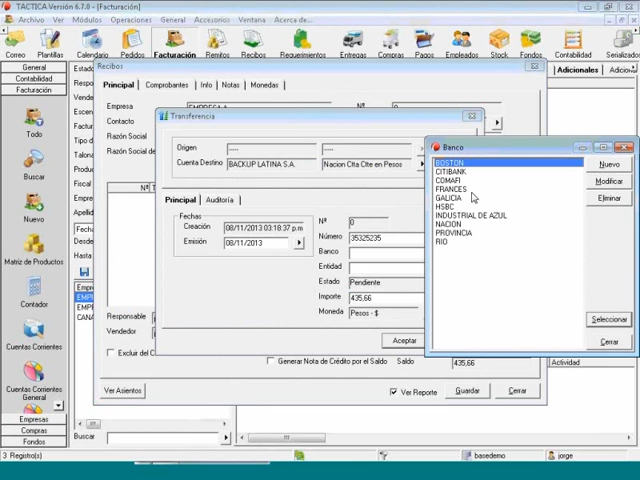 TACTICA Versión 6.7.0 - (Facturación)
Archivo Ver Módulos Operaciones General Accesorios Ventana Acerca de...
Correo Plantillas Calendario Pedidos Facturación Remitos Recibos Requerimientos Entregas Compras Pagos Empleados Stock Fondos Contabilidad Serializador
General
Contabilidad
Facturación
Todo
Nuevo
Matriz de Productos
Contador
Cuentas Corrientes
Cuentas Corrientes
General
Empresas
Compras
Fondos
Buscar
Recibos
Principal Comprobantes Info Notas Monedas
Empresa
Contacto
Razón Social
Responsable
Vendedor
Generar Nota de Crédito por el Saldo Saldo 435,66
Ver Asientos
Ver Reporte
Guardar
Cerrar
Transferencia
Origen ---- ----
Cuenta Destino BACKUP LATINA S.A. Nacion Cta Cte en Pesos
Principal Auditoría
Fechas
Creación 08/11/2013 03:18:37 p.m
Emisión 08/11/2013
Nº 0
Número 35325235
Banco
Entidad
Estado Pendiente
Importe 435,66
Moneda Pesos - $
Aceptar
Banco
BOSTON
CITIBANK
COMAFI
FRANCES
GALICIA
HSBC
INDUSTRIAL DE AZUL
NACION
PROVINCIA
RIO
Nuevo
Modificar
Eliminar
Seleccionar
Cerrar
Adicionales
Actividad
3 Registro(s)
basedemo
jorge